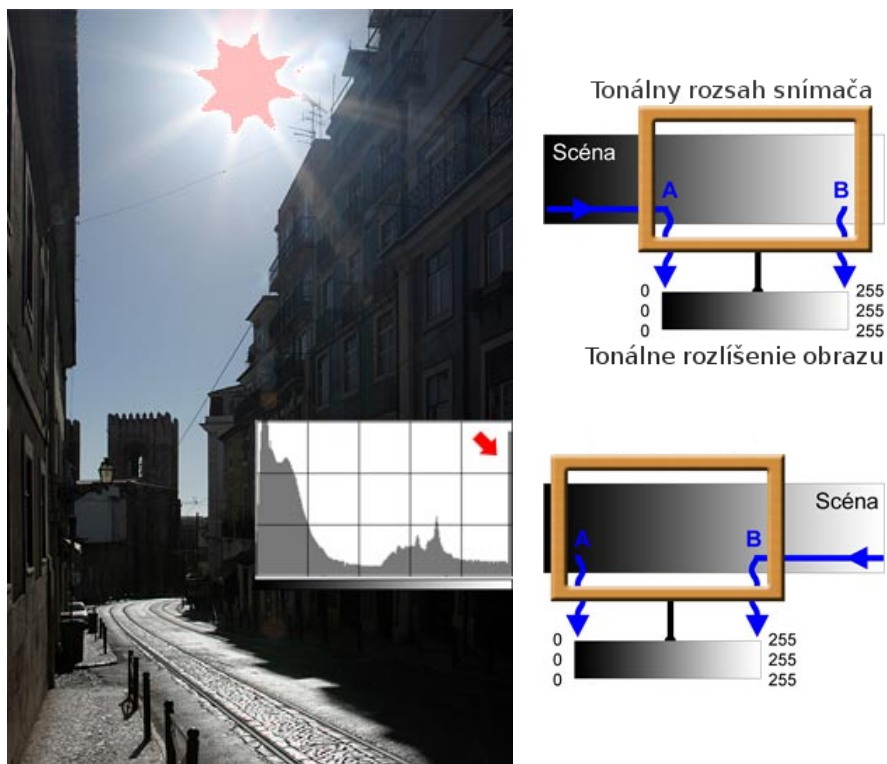 Tonálny rozsah snímača
Scéna
A B
0 255
0 255
0 255
Tonálne rozlíšenie obrazu
Scéna
A B
0 255
0 255
0 255